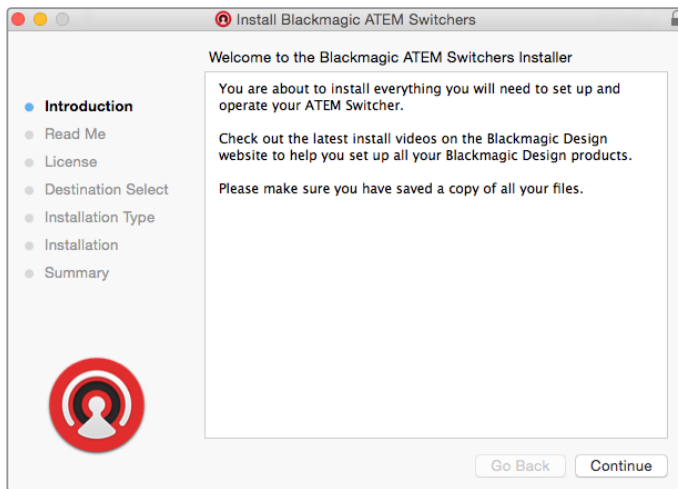 Install Blackmagic ATEM Switchers
Welcome to the Blackmagic ATEM Switchers Installer
Introduction
Read Me
License
Destination Select
Installation Type
Installation
Summary
You are about to install everything you will need to set up and
operate your ATEM Switcher.
Check out the latest install videos on the Blackmagic Design
website to help you set up all your Blackmagic Design products.
Please make sure you have saved a copy of all your files.
Go Back
Continue